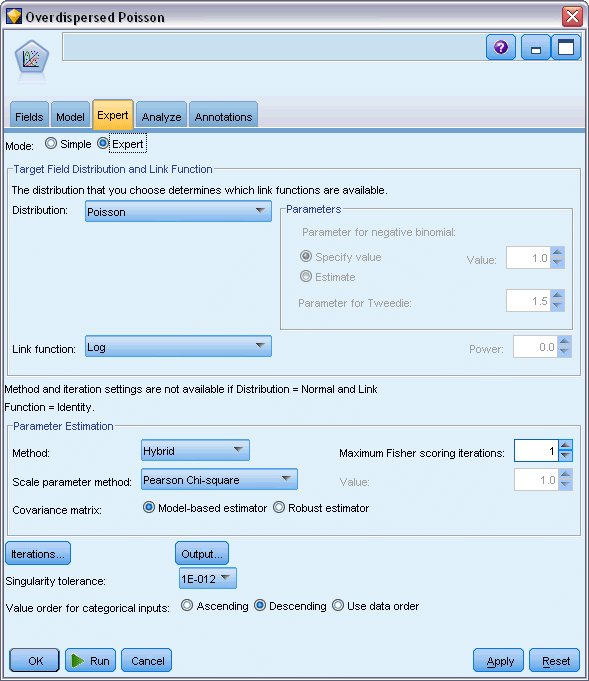 Overdispersed Poisson
Fields Model Expert Analyze Annotations
Mode: Simple Expert
Target Field Distribution and Link Function
The distribution that you choose determines which link functions are available.
Distribution: Poisson
Parameters
Parameter for negative binomial:
Specify value Value: 1.0
Estimate
Parameter for Tweedie: 1.5
Link function: Log Power: 0.0
Method and iteration settings are not available if Distribution = Normal and Link
Function = Identity.
Parameter Estimation
Method: Hybrid Maximum Fisher scoring iterations: 1
Scale parameter method: Pearson Chi-square Value: 1.0
Covariance matrix: Model-based estimator Robust estimator
Iterations... Output...
Singularity tolerance: 1E-012
Value order for categorical inputs: Ascending Descending Use data order
OK Run Cancel Apply Reset